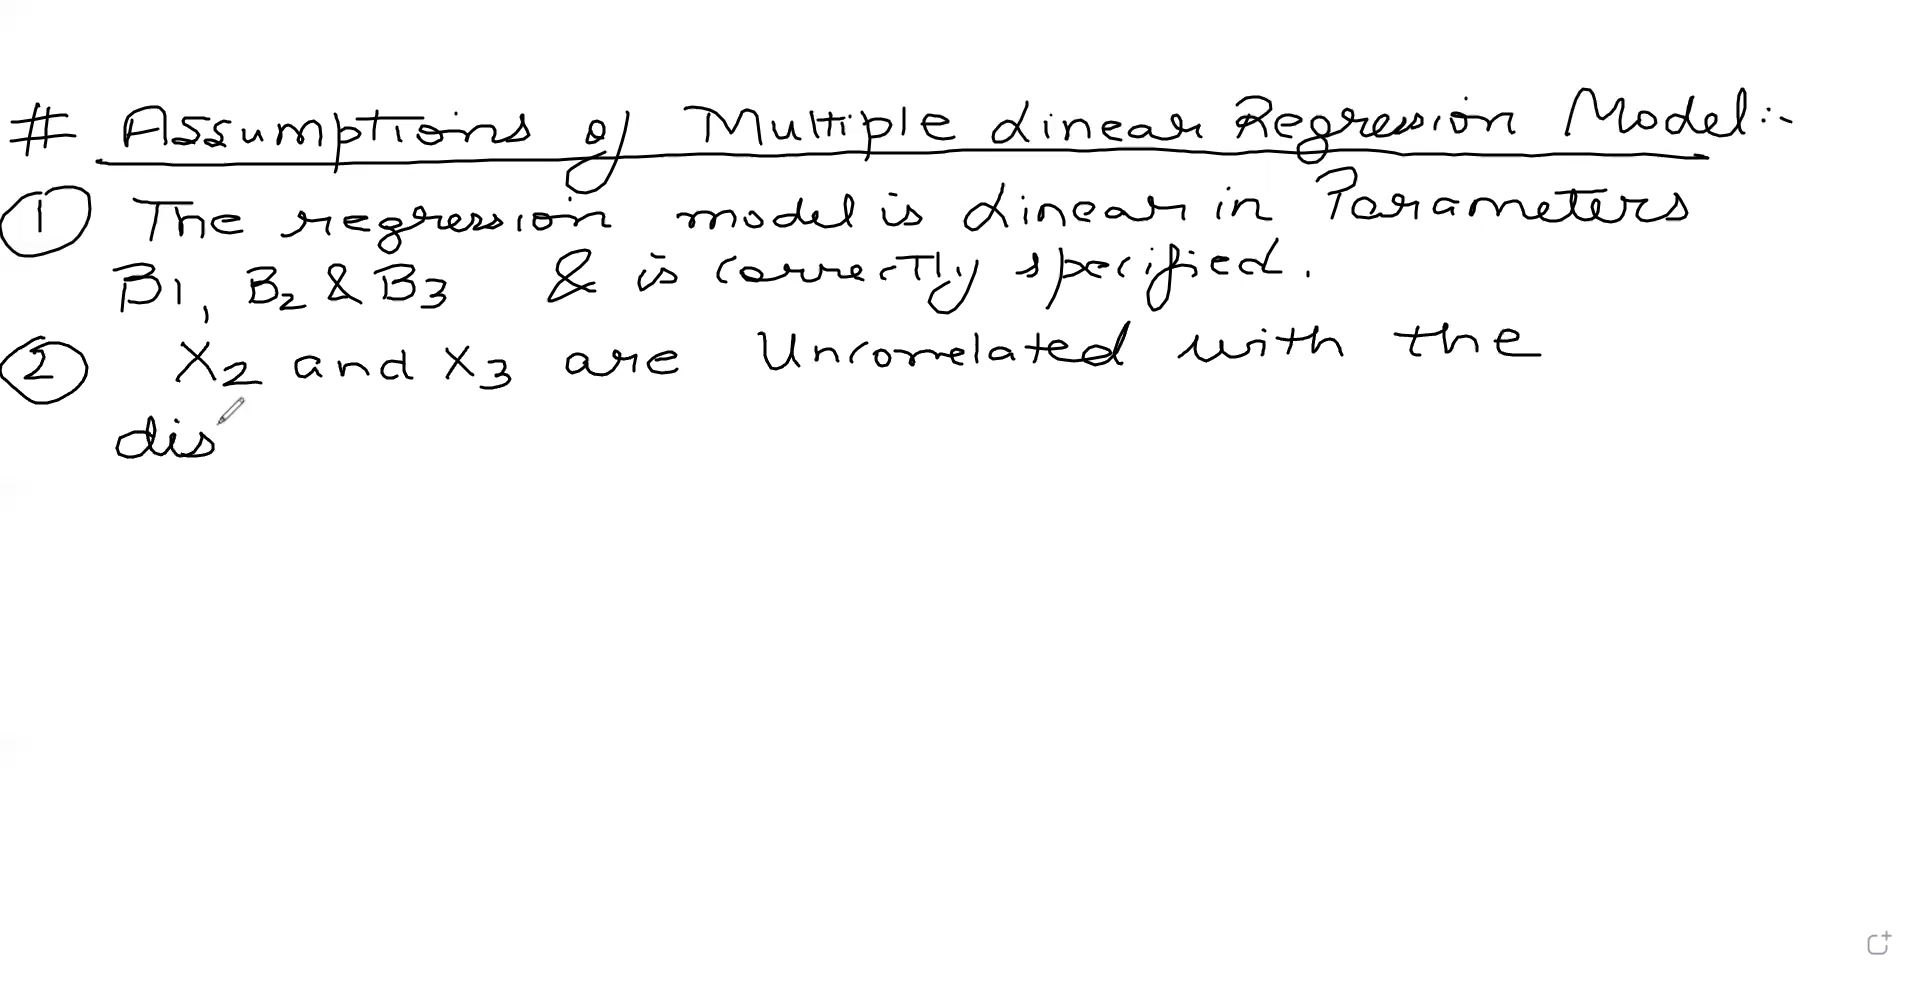 # Assumptions of Multiple Linear Regression Model:-
① The regression model is Linear in Parameters
B1, B2 & B3 & is correctly specified.
② X2 and X3 are Uncorrelated with the
dis